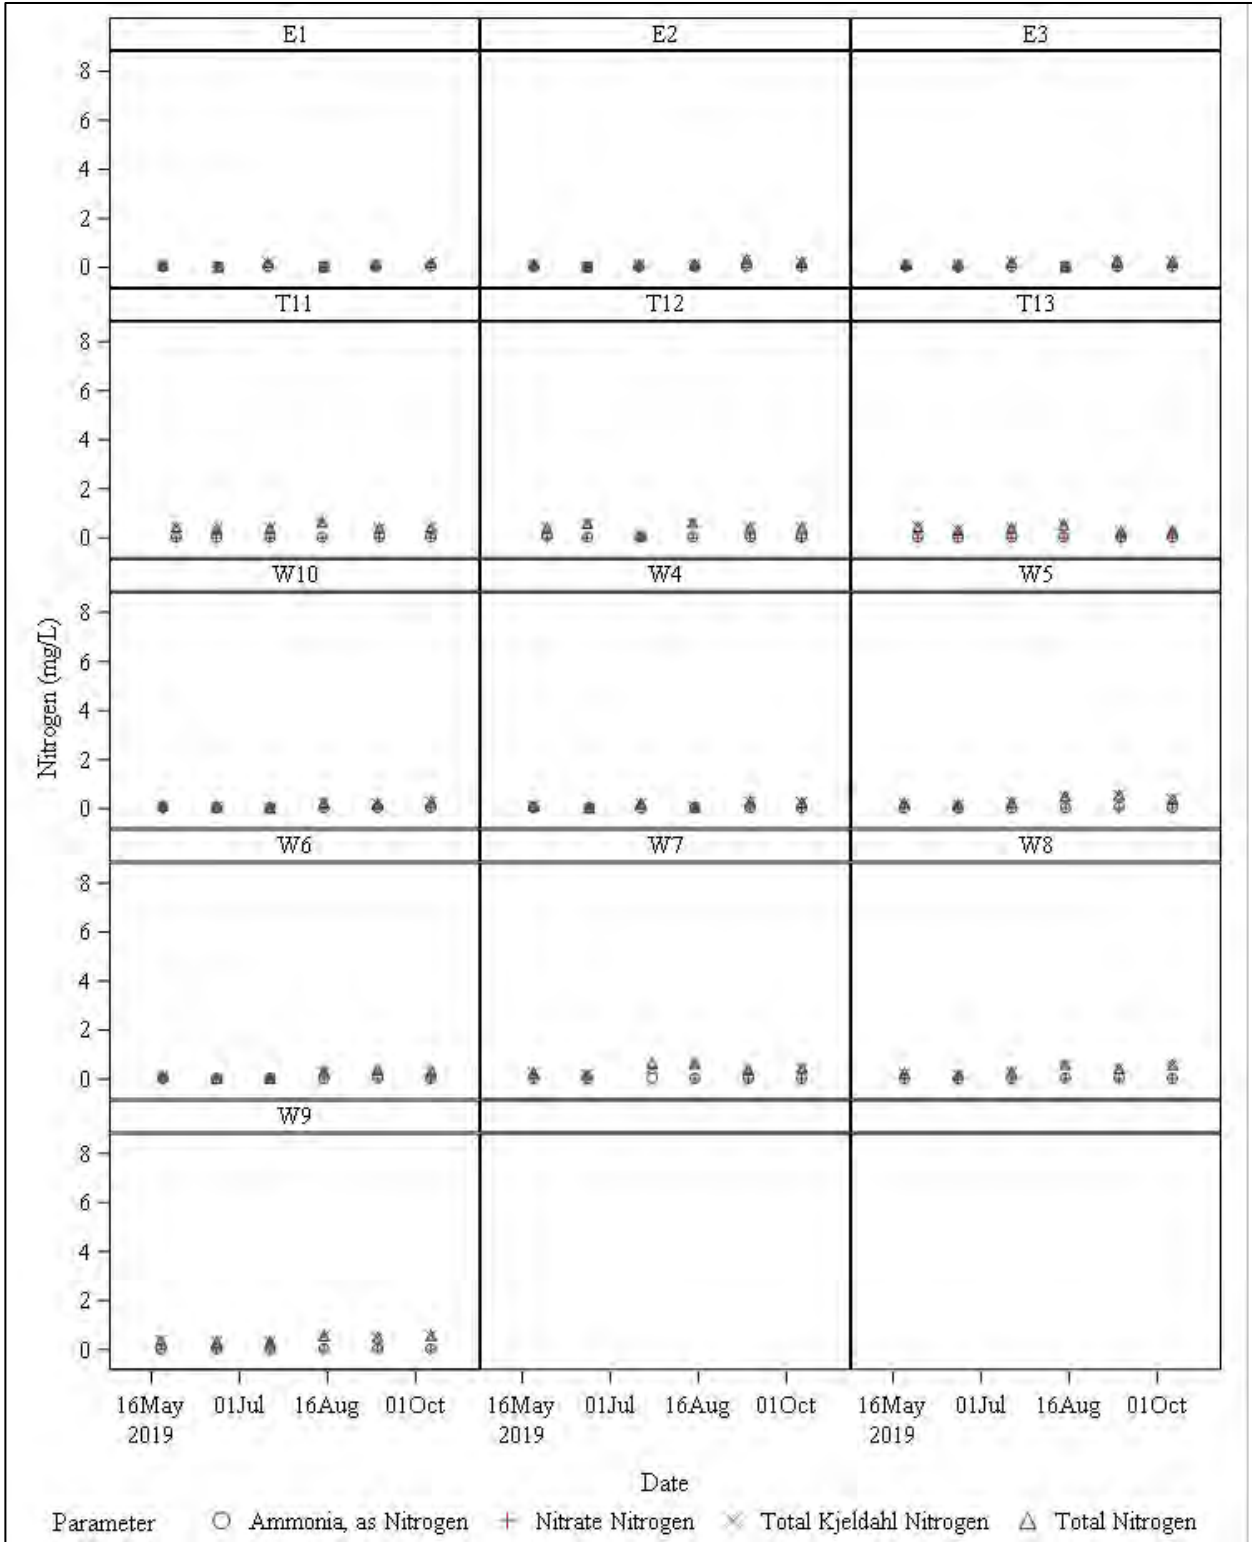 E1 E2 E3
8
6
4
2
0
T11 T12 T13
8
6
4
2
0
W10 W4 W5
8
6
4
2
0
W6 W7 W8
8
6
4
2
0
W9
8
6
4
2
0
Nitrogen (mg/L)
16May 01Jul 16Aug 01Oct 16May 01Jul 16Aug 01Oct 16May 01Jul 16Aug 01Oct
2019 2019 2019
Date
Parameter Ammonia, as Nitrogen Nitrate Nitrogen Total Kjeldahl Nitrogen Total Nitrogen